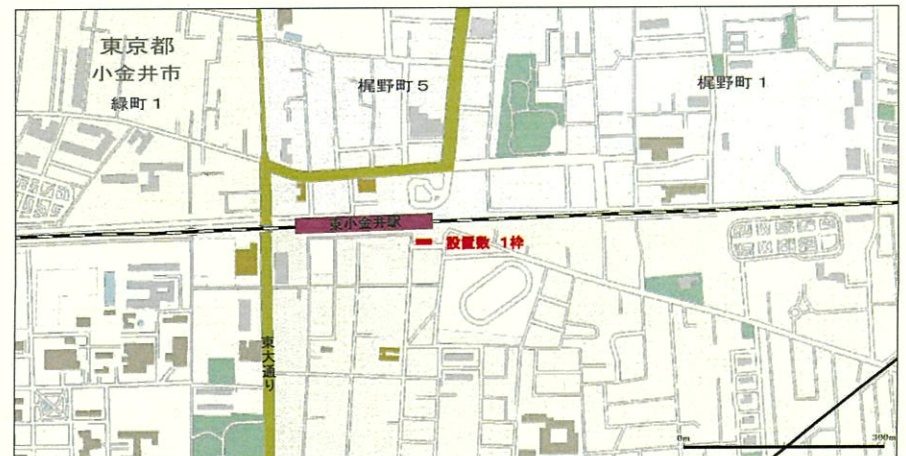 東京都
小金井市
緑町1
梶野町5
梶野町1
東小金井駅
設置数 1枠
東大通り
0m
300m